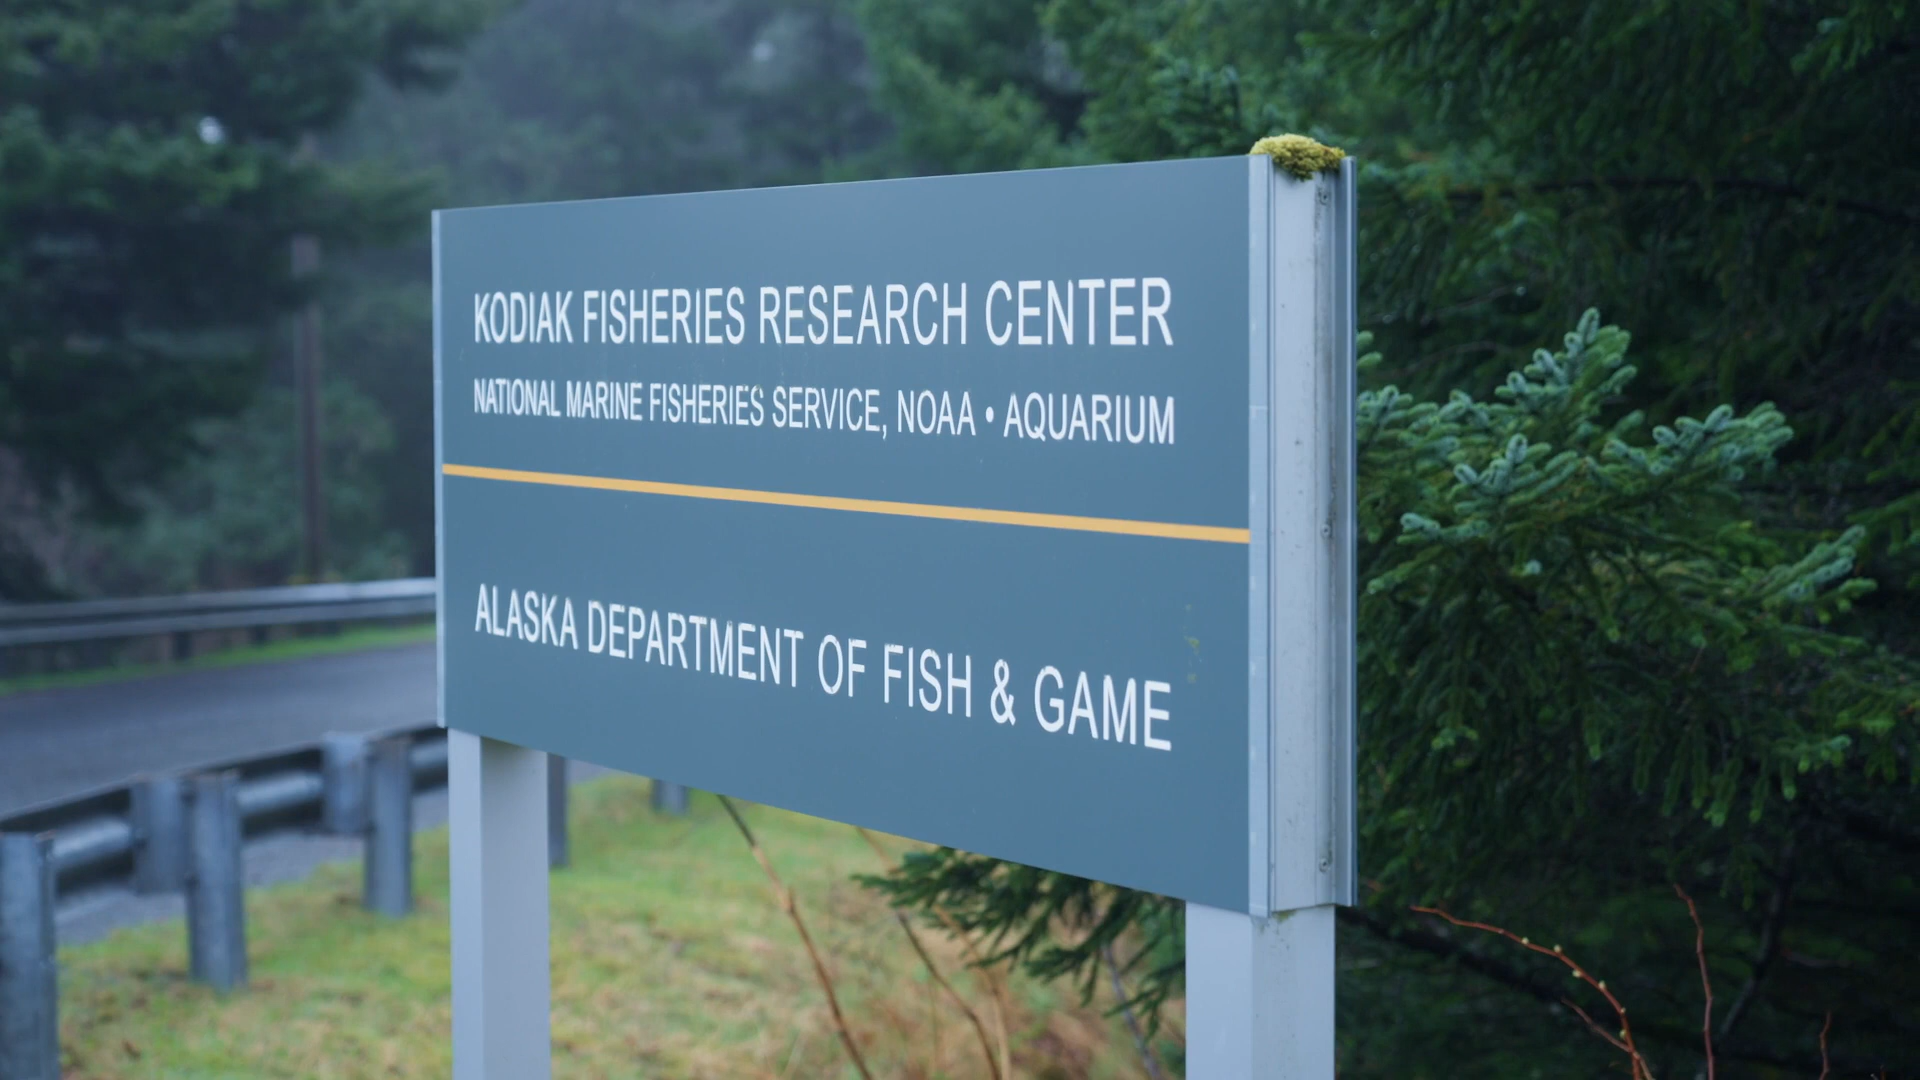 KODIAK FISHERIES RESEARCH CENTER
NATIONAL MARINE FISHERIES SERVICE, NOAA • AQUARIUM
ALASKA DEPARTMENT OF FISH & GAME